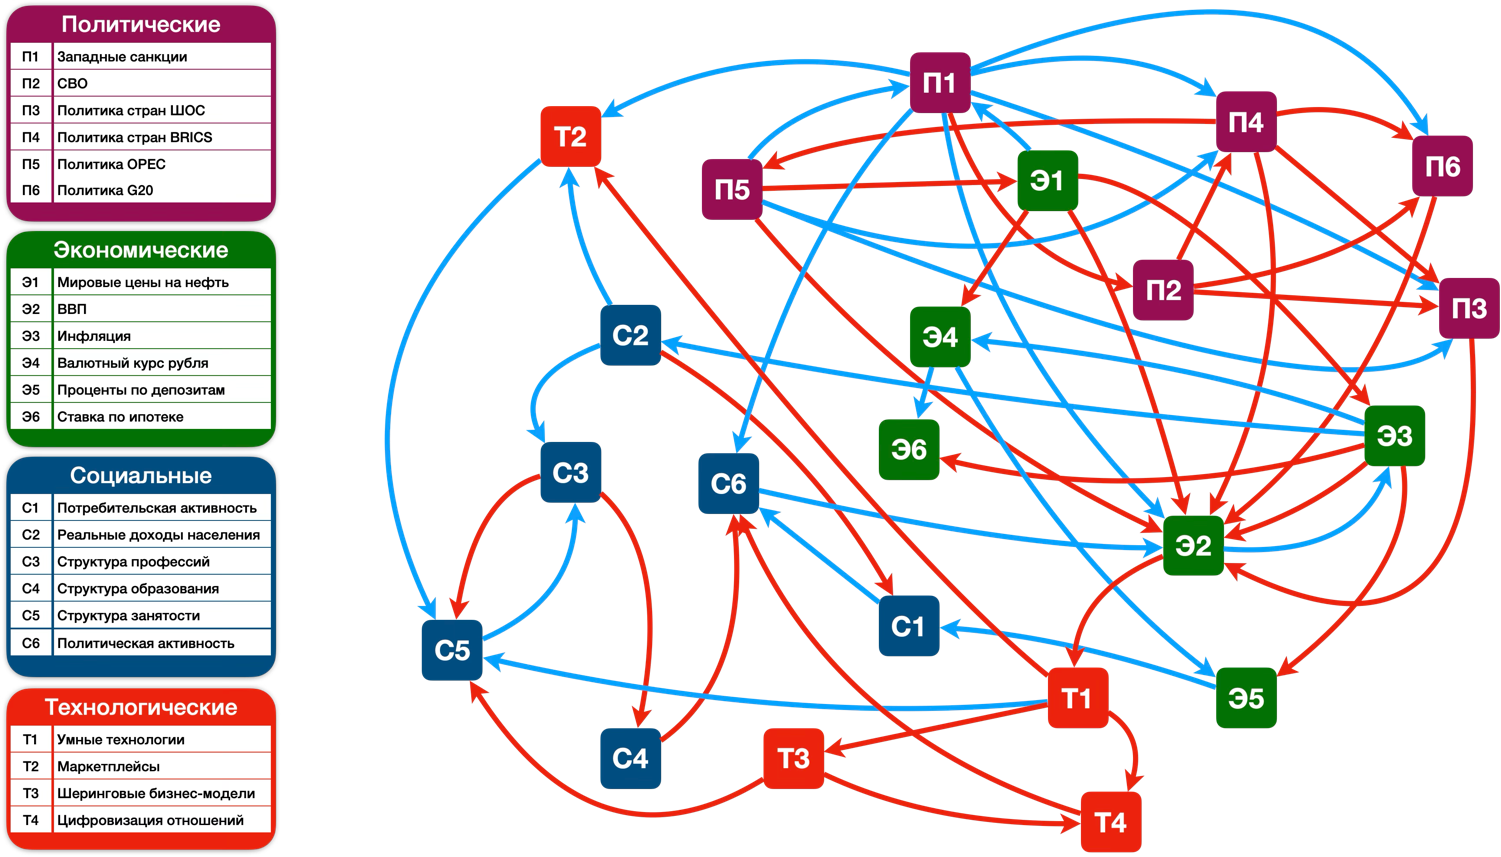 Политические
П1 Западные санкции
П2 СВО
П3 Политика стран ШОС
П4 Политика стран BRICS
П5 Политика OPEC
П6 Политика G20
Экономические
Э1 Мировые цены на нефть
Э2 ВВП
Э3 Инфляция
Э4 Валютный курс рубля
Э5 Проценты по депозитам
Э6 Ставка по ипотеке
Социальные
С1 Потребительская активность
С2 Реальные доходы населения
С3 Структура профессий
С4 Структура образования
С5 Структура занятости
С6 Политическая активность
Технологические
Т1 Умные технологии
Т2 Маркетплейсы
Т3 Шеринговые бизнес-модели
Т4 Цифровизация отношений
П1
П4
Т2
П6
Э1
П5
П2
П3
С2
Э4
Э3
Э6
С3
С6
Э2
С1
С5
Т1
Э5
С4
Т3
Т4